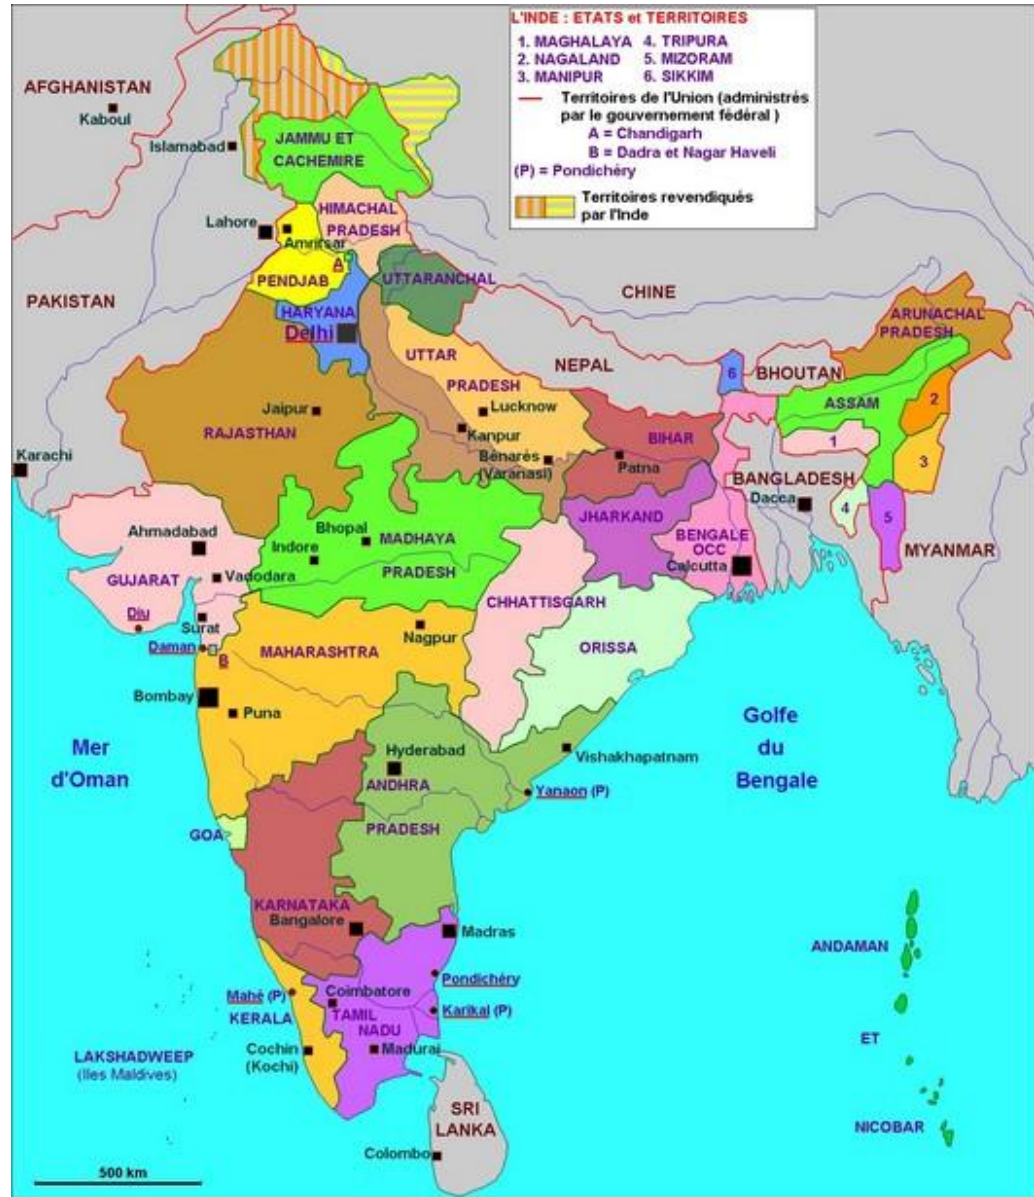 L'INDE : ETATS et TERRITOIRES
1. MAGHALAYA 4. TRIPURA
2. NAGALAND 5. MIZORAM
3. MANIPUR 6. SIKKIM
Territoires de l'Union (administrés
par le gouvernement fédéral )
A = Chandigarh
B = Dadra et Nagar Haveli
(P) = Pondichéry
Territoires revendiqués
par l'Inde
AFGHANISTAN
Kaboul
Islamabad
JAMMU ET
CACHEMIRE
HIMACHAL
PRADESH
Lahore
Amritsar
A
PENDJAB
UTTARANCHAL
PAKISTAN
CHINE
HARYANA
Delhi
ARUNACHAL
PRADESH
UTTAR
PRADESH
NEPAL
6
BHOUTAN
ASSAM
2
Lucknow
Jaipur
RAJASTHAN
Kanpur
BIHAR
1
3
Karachi
Bénarés
(Varanasi)
Patna
BANGLADESH
Dacca
4
5
Ahmadabad
Bhopal
MADHAYA
JHARKAND
BENGALE
OCC
MYANMAR
Indore
PRADESH
Calcutta
GUJARAT
Vadodara
CHHATTISGARH
Diu
Surat
Nagpur
Daman
B
MAHARASHTRA
ORISSA
Bombay
Puna
Golfe
du
Bengale
Mer
d'Oman
Hyderabad
Vishakhapatnam
ANDHRA
Yanaon (P)
PRADESH
GOA
KARNATAKA
Bangalore
Madras
ANDAMAN
Pondichéry
Mahé (P)
Coimbatore
Karikal (P)
KERALA
TAMIL
NADU
ET
Cochin
(Kochi)
Madurai
LAKSHADWEEP
(Iles Maldives)
SRI
LANKA
NICOBAR
Colombo
500 km